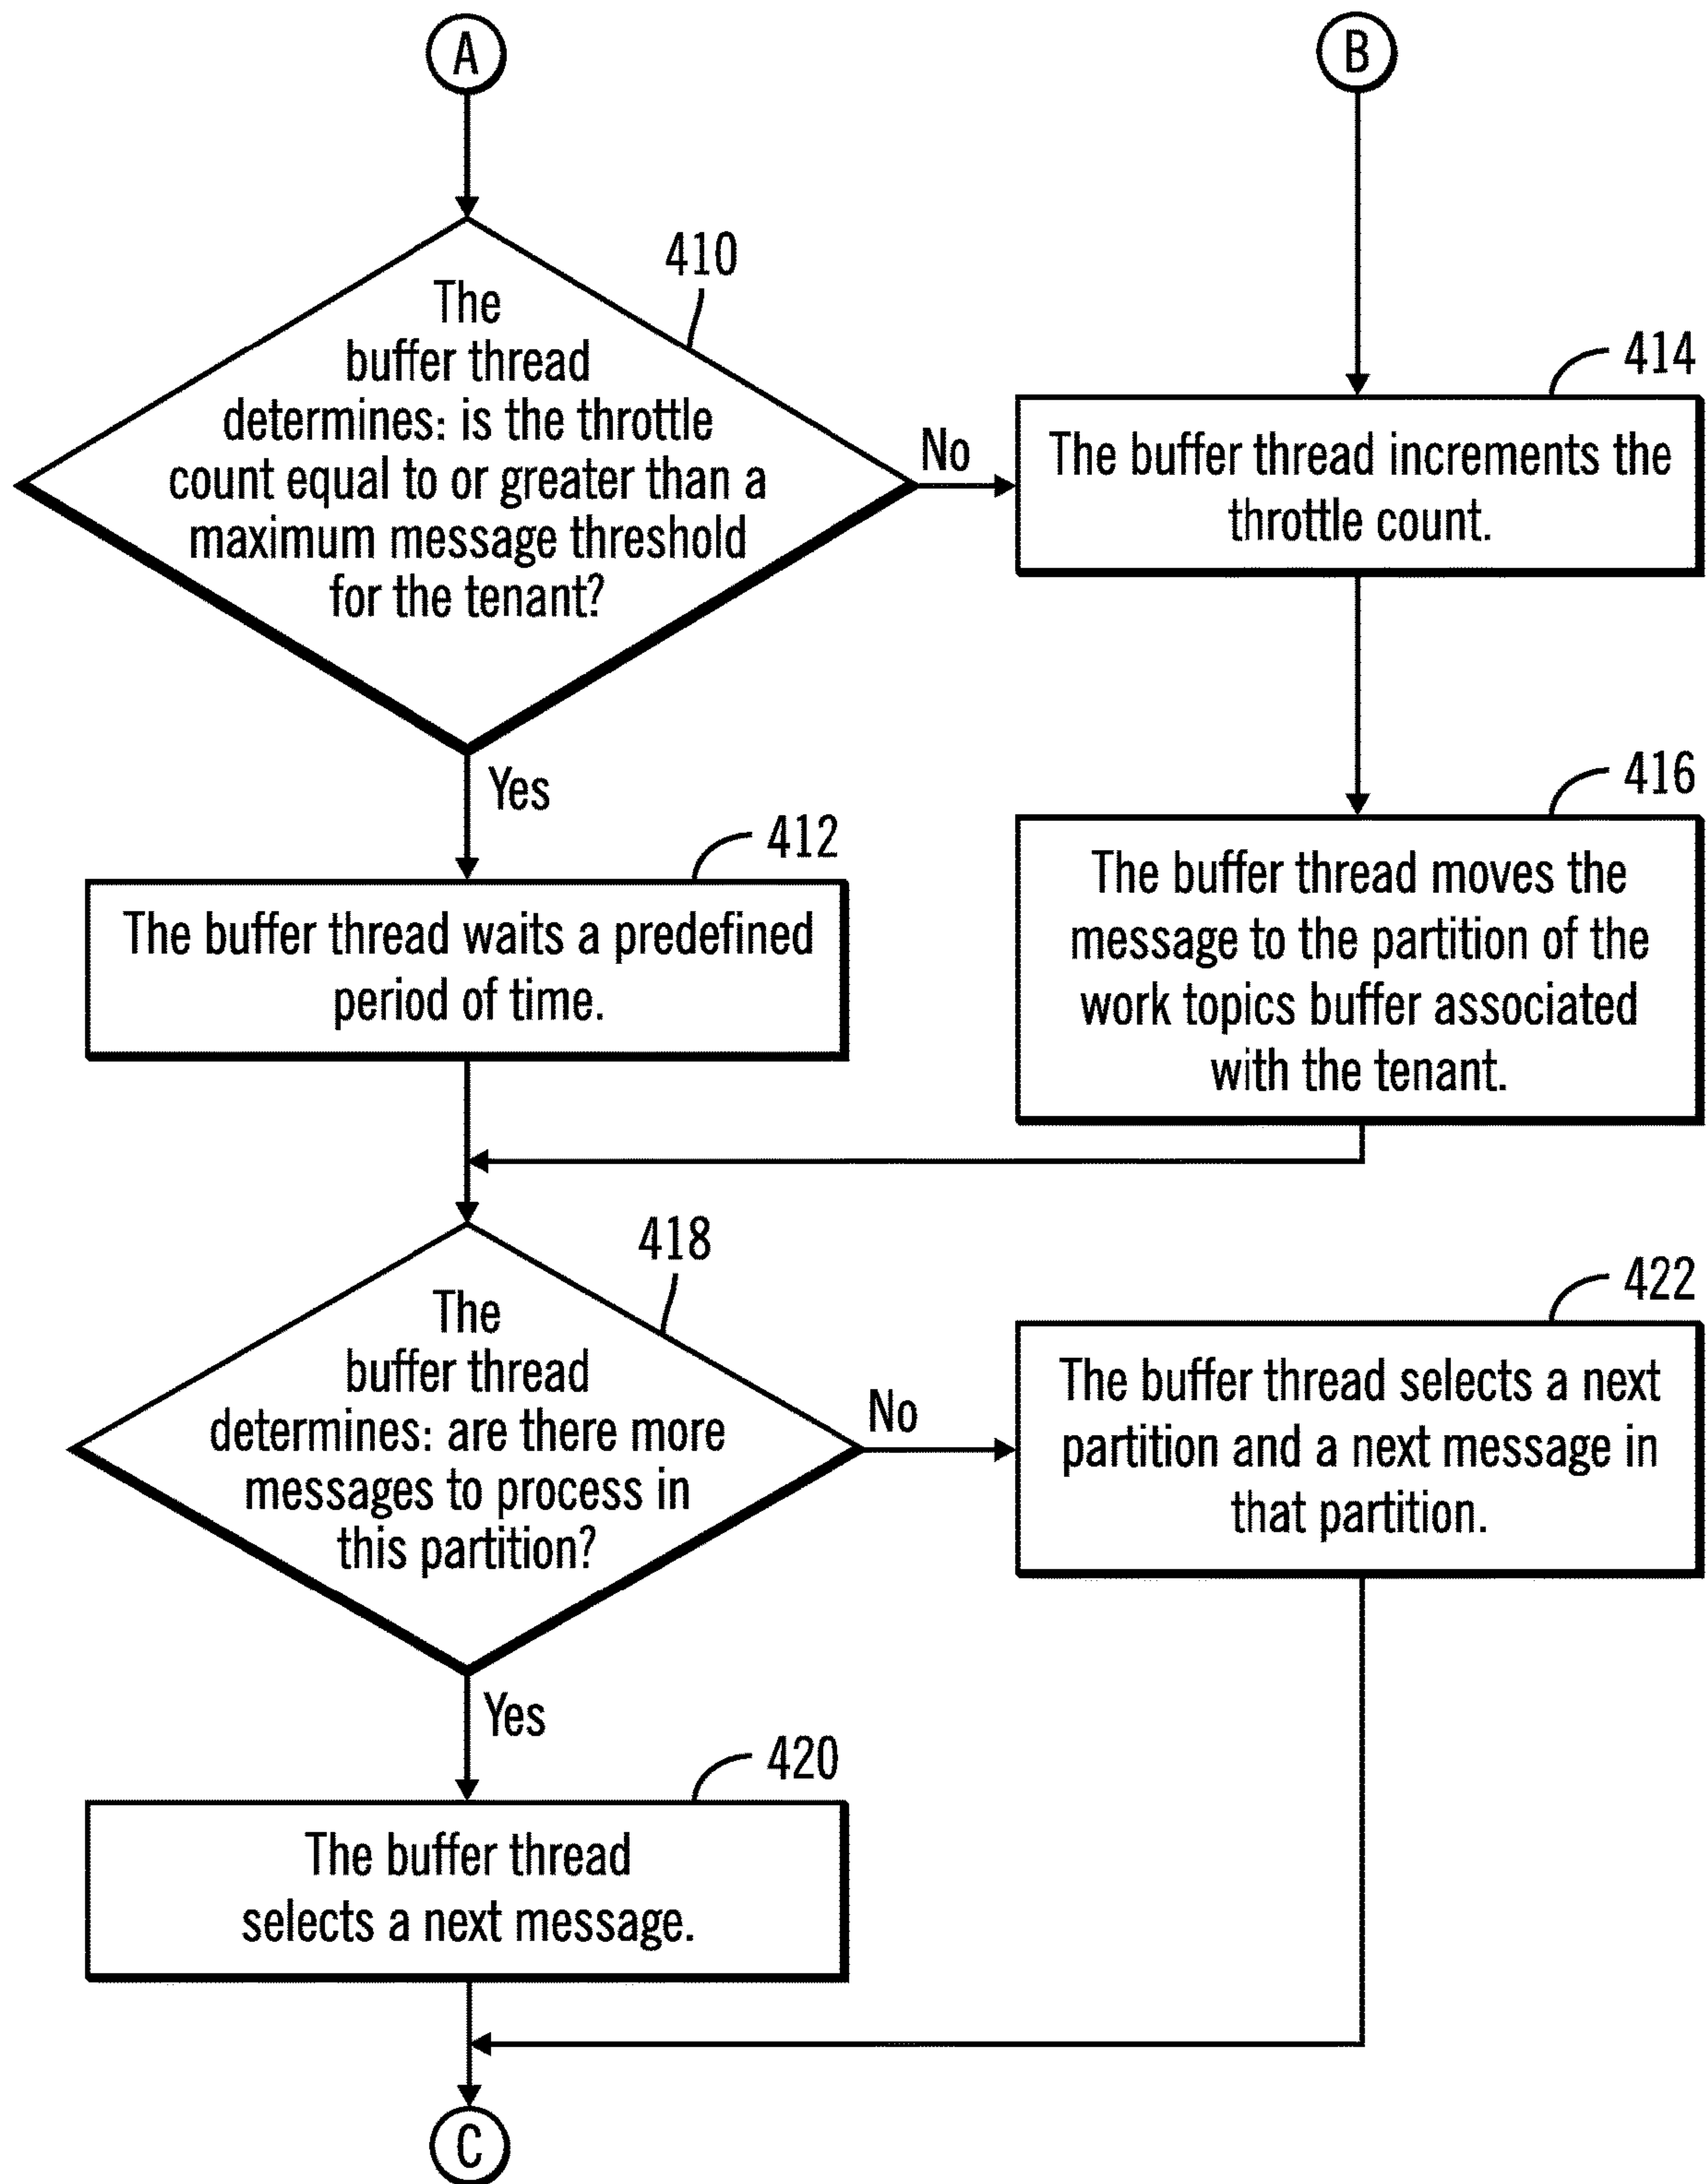 A
B
410
The
buffer thread
determines: is the throttle
count equal to or greater than a
maximum message threshold
for the tenant?
No
414
The buffer thread increments the
throttle count.
Yes
412
The buffer thread waits a predefined
period of time.
416
The buffer thread moves the
message to the partition of the
work topics buffer associated
with the tenant.
418
The
buffer thread
determines: are there more
messages to process in
this partition?
No
422
The buffer thread selects a next
partition and a next message in
that partition.
Yes
420
The buffer thread
selects a next message.
C